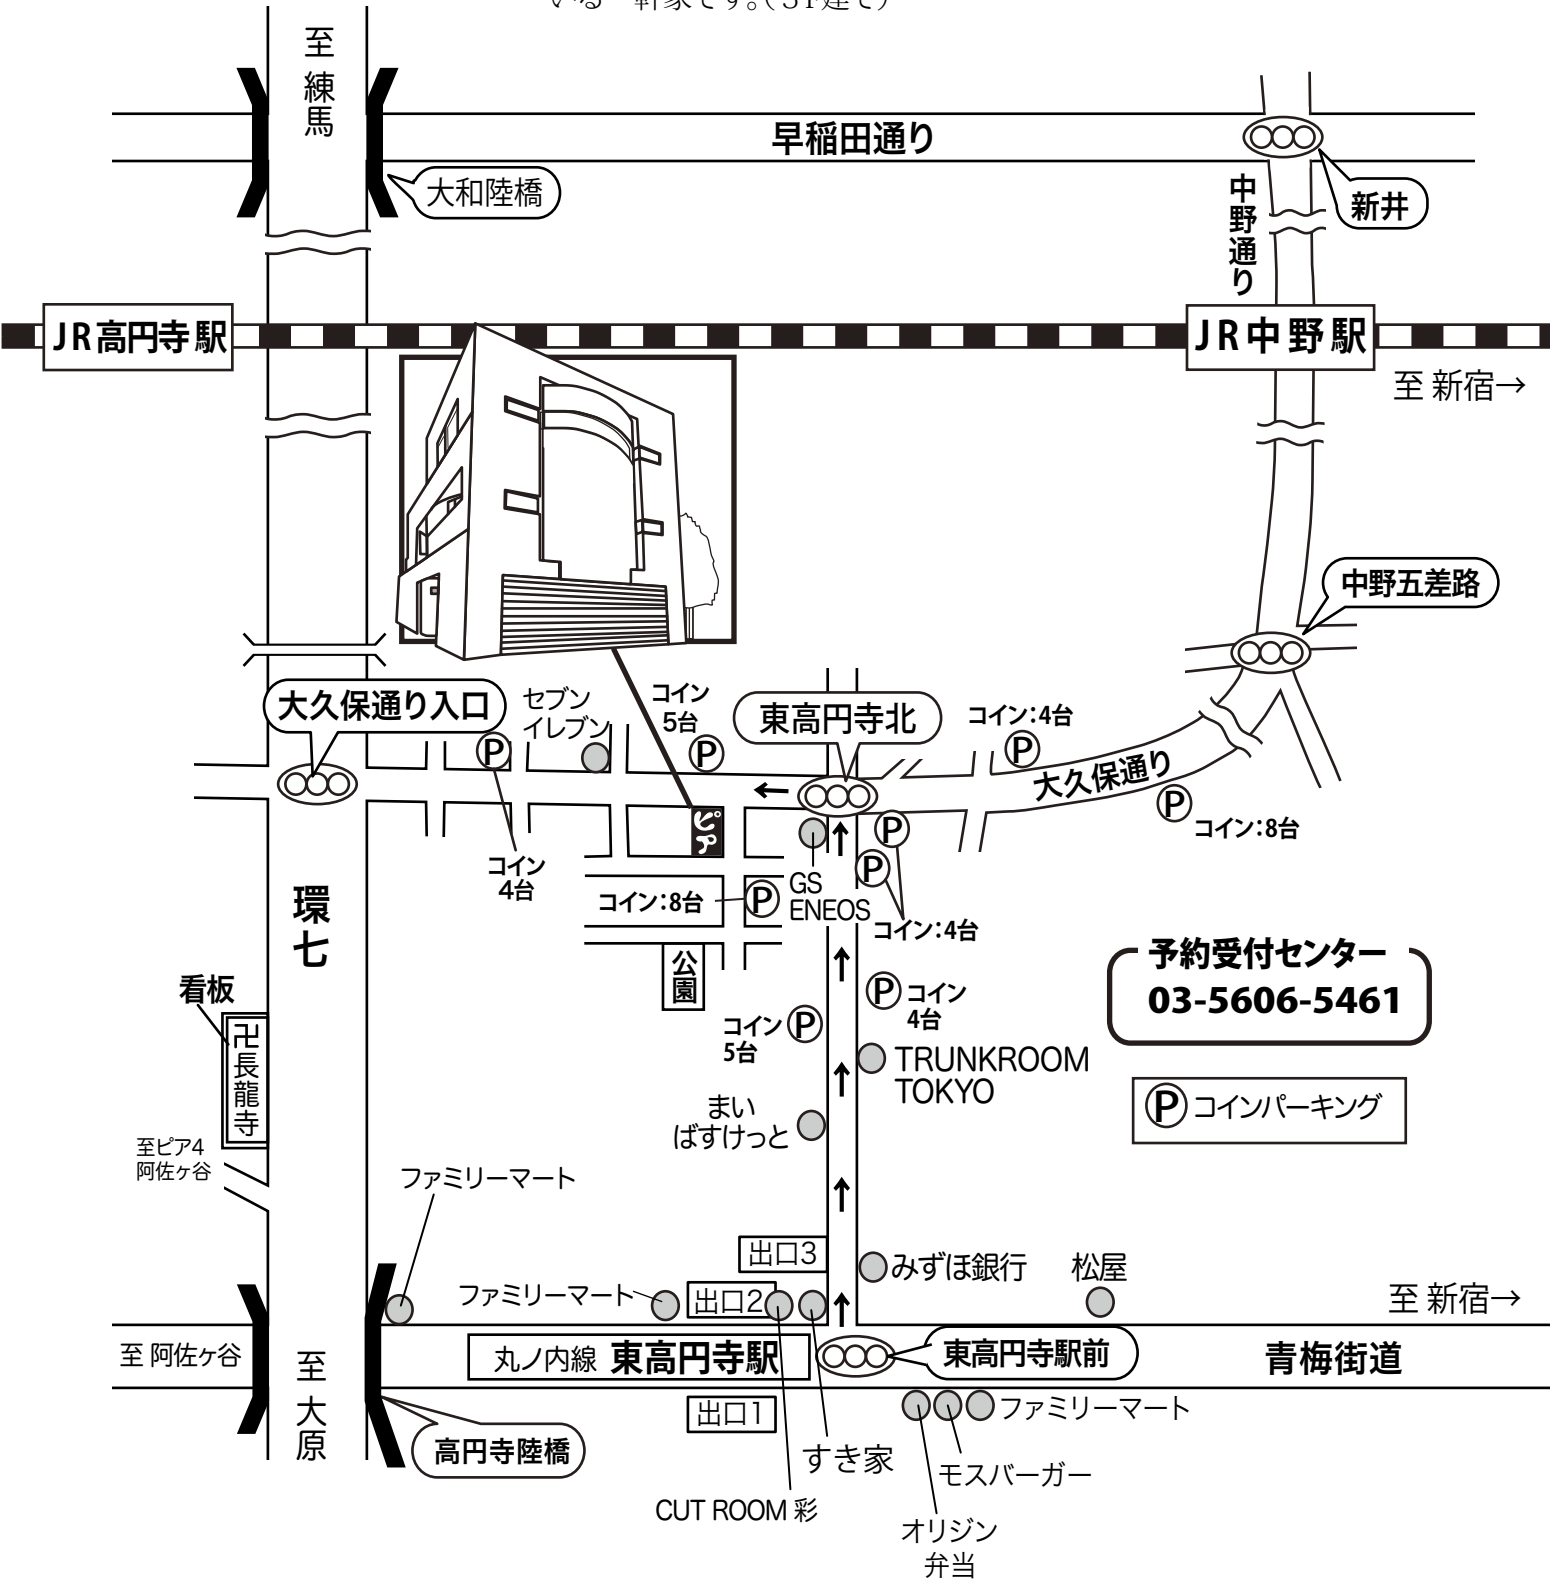 いる一軒家です。(3F建て)
至練馬
早稲田通り
大和陸橋
新井
中野通り
JR高円寺駅
JR中野駅
至 新宿→
中野五差路
大久保通り入口
セブン
イレブン
コイン
5台
東高円寺北
コイン:4台
P
P
P
大久保通り
P
コイン:8台
ピア
P
コイン
4台
P
GS
ENEOS
コイン:8台
P
コイン:4台
環七
公園
予約受付センター
03-5606-5461
看板
卍長龍寺
P
コイン
4台
コイン
5台
P
TRUNKROOM
TOKYO
P コインパーキング
まい
ばすけっと
至ピア4
阿佐ヶ谷
ファミリーマート
出口3
みずほ銀行
松屋
ファミリーマート
出口2
至 新宿→
至 阿佐ヶ谷
至大原
丸ノ内線 東高円寺駅
東高円寺駅前
青梅街道
出口1
ファミリーマート
高円寺陸橋
すき家
モスバーガー
CUT ROOM 彩
オリジン
弁当